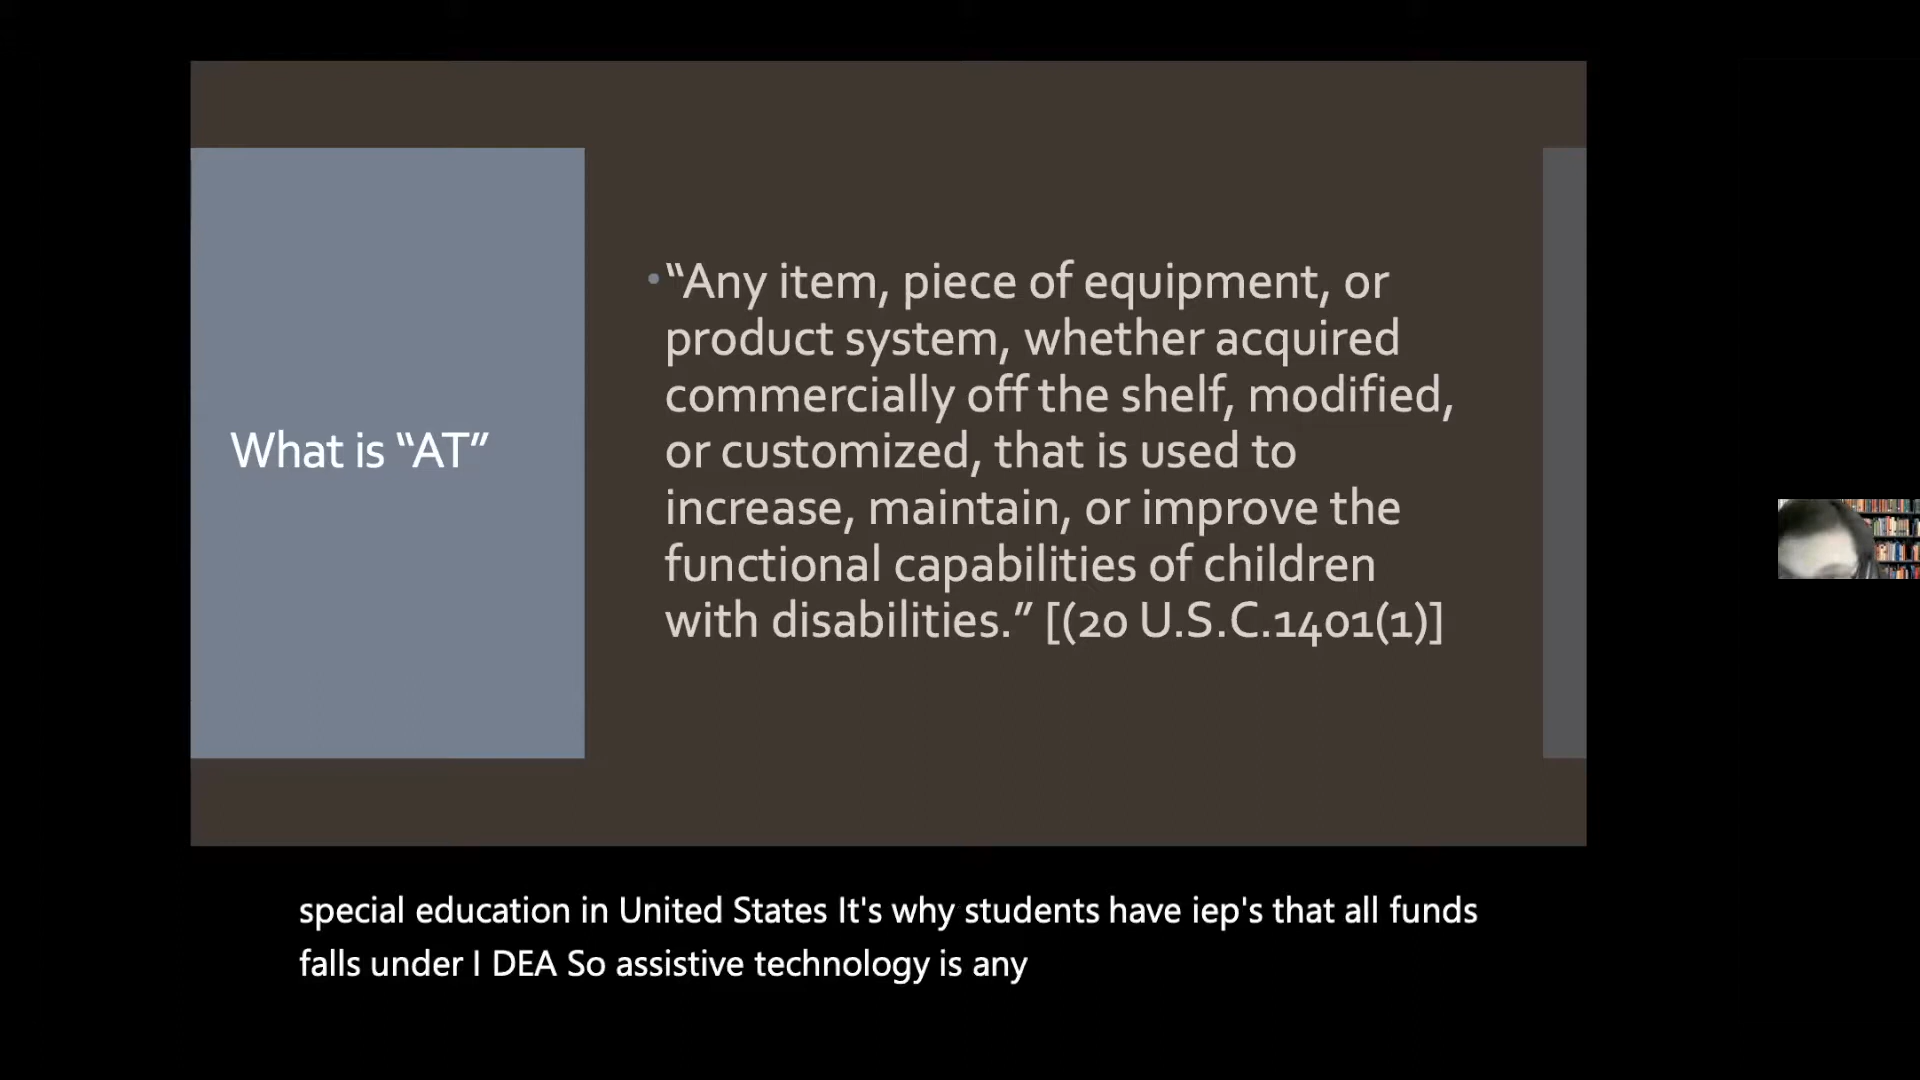 What is “AT”
• “Any item, piece of equipment, or
product system, whether acquired
commercially off the shelf, modified,
or customized, that is used to
increase, maintain, or improve the
functional capabilities of children
with disabilities.” [(20 U.S.C.1401(1)]
special education in United States It's why students have iep's that all funds
falls under I DEA So assistive technology is any